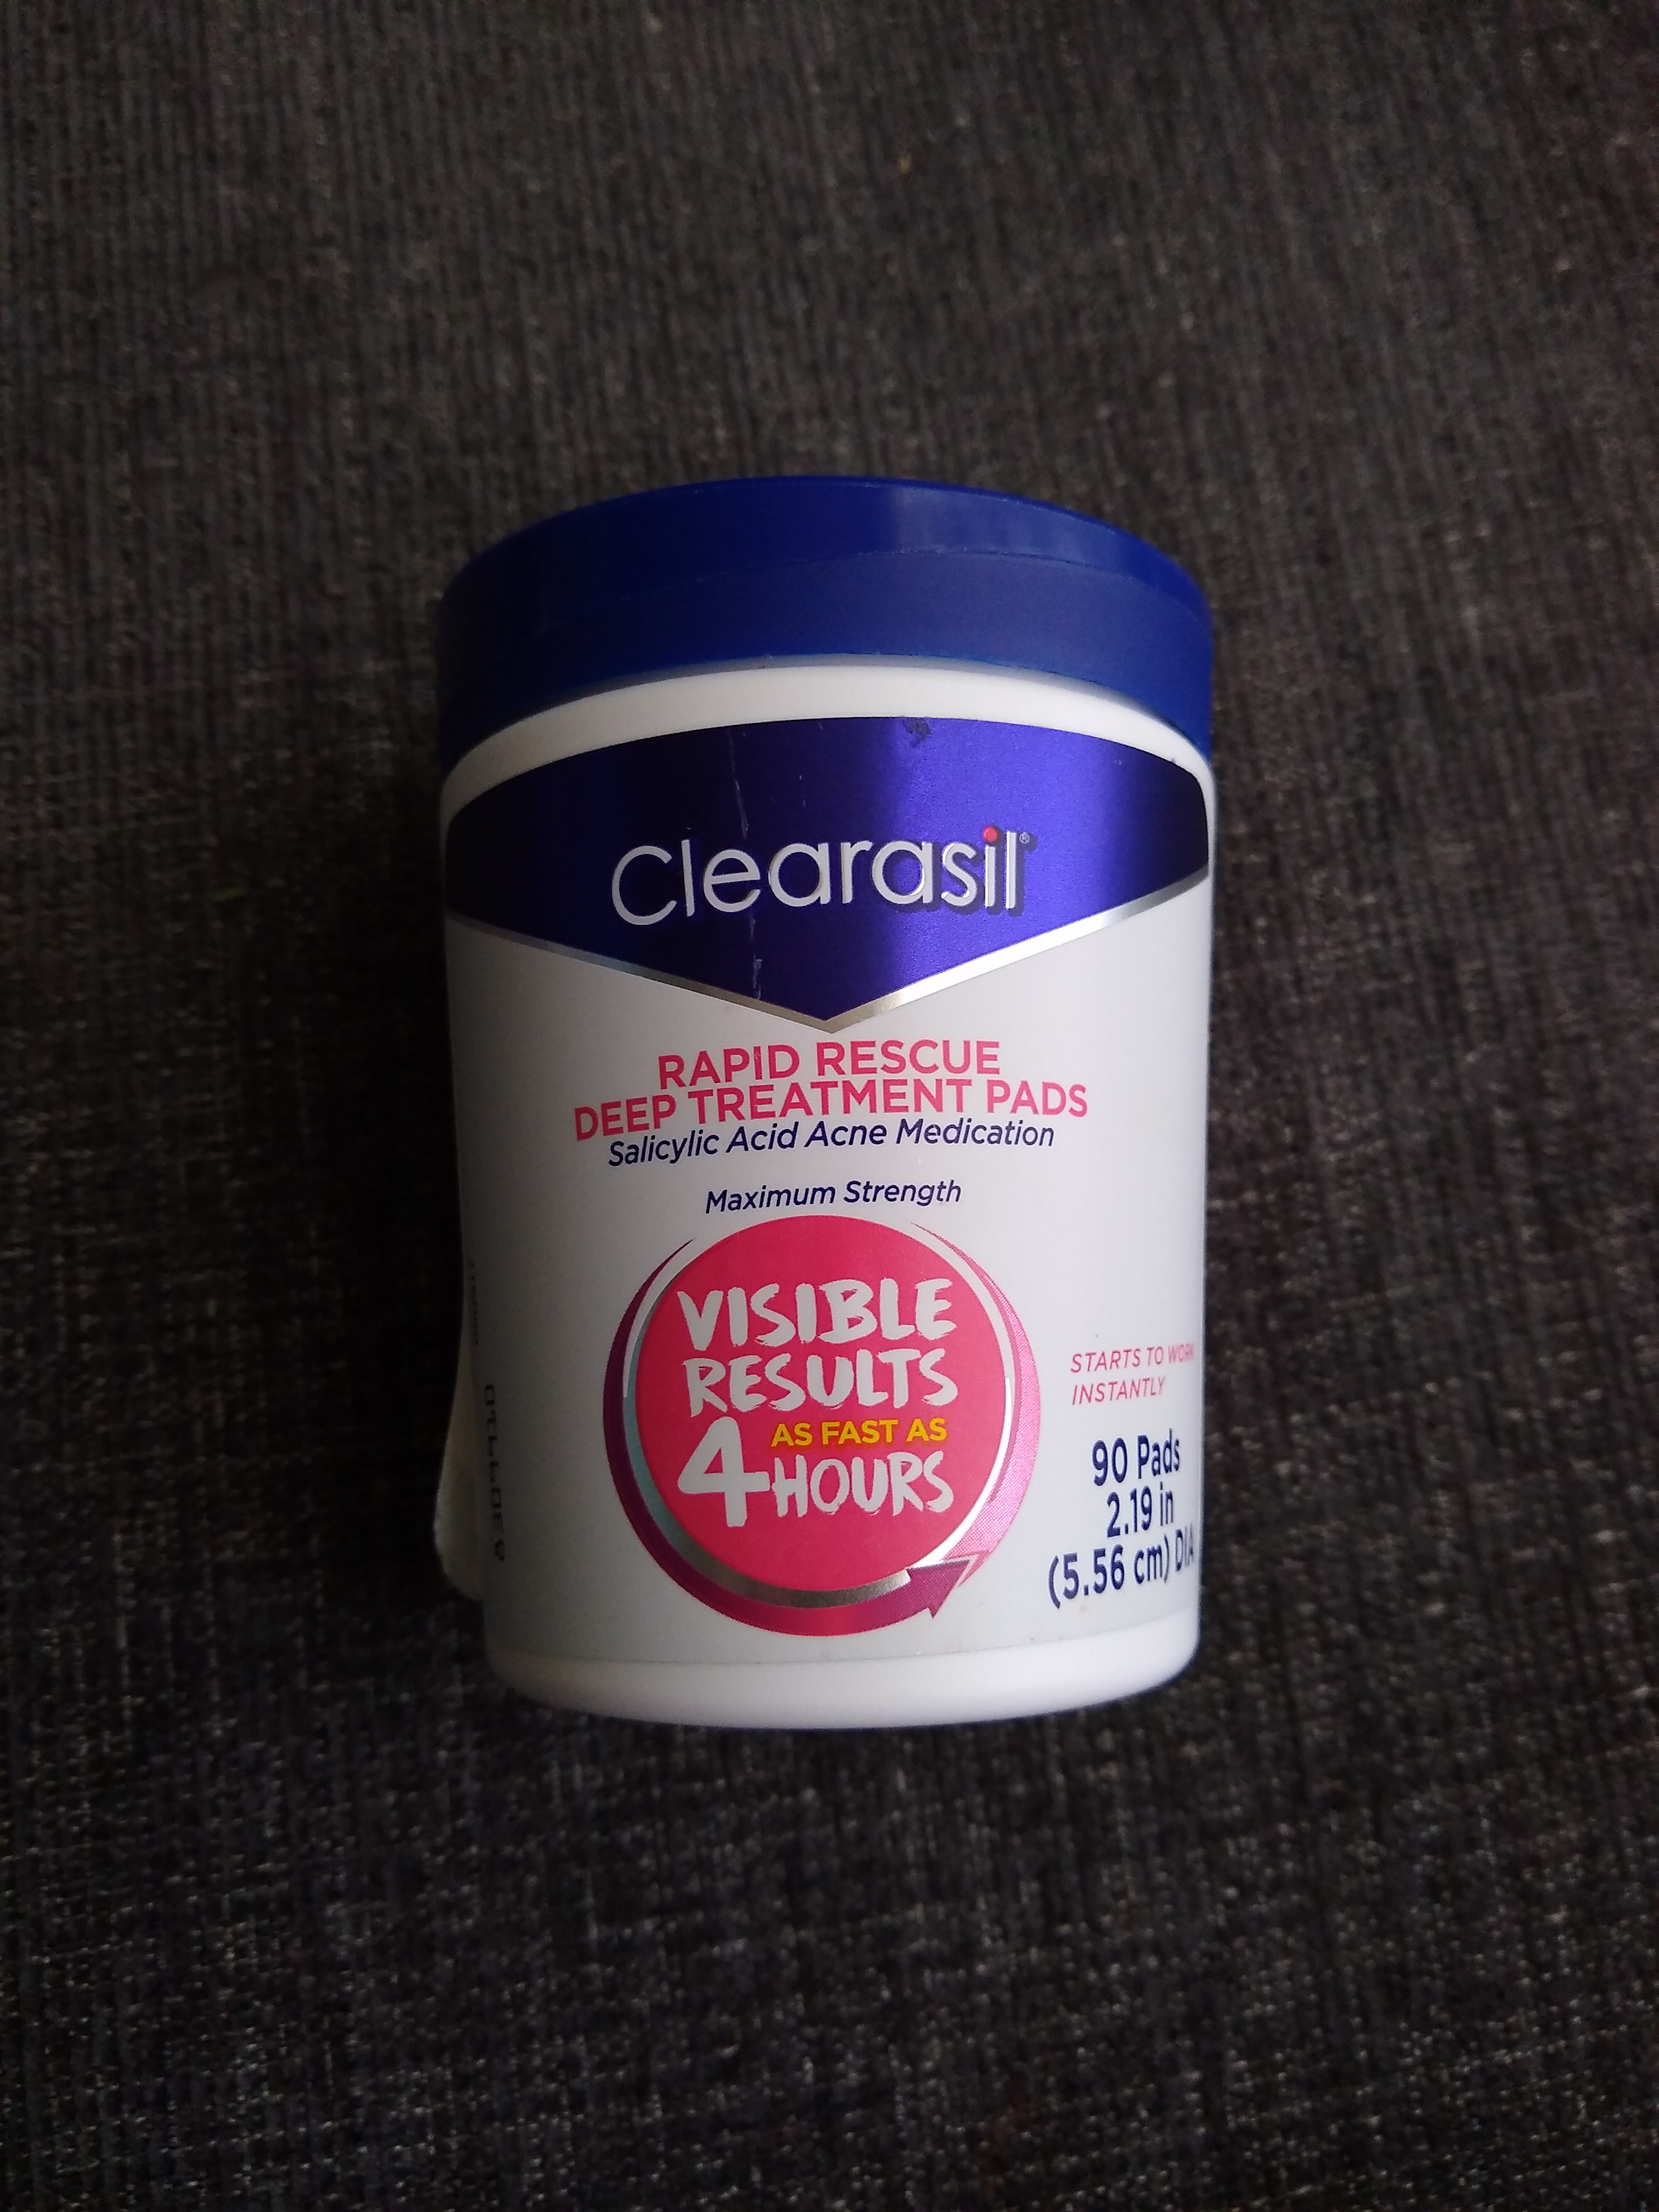 Clearasil®
RAPID RESCUE
DEEP TREATMENT PADS
Salicylic Acid Acne Medication
Maximum Strength
VISIBLE
RESULTS
AS FAST AS
4 HOURS
STARTS TO WORK
INSTANTLY
90 Pads
2.19 in
(5.56 cm) DIA